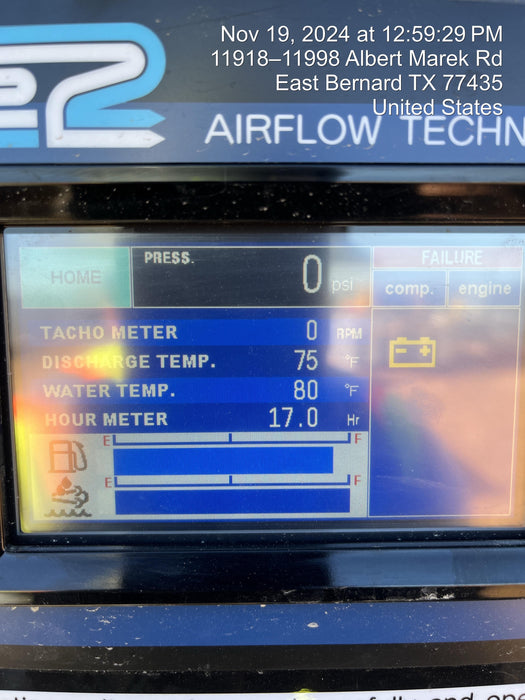 Nov 19, 2024 at 12:59:29 PM
11918–11998 Albert Marek Rd
East Bernard TX 77435
United States
AIRFLOW TECHN
HOME
PRESS.
0 psi
FAILURE
comp. engine
TACHO METER 0 RPM
DISCHARGE TEMP. 75 °F
WATER TEMP. 80 °F
HOUR METER 17.0 Hr
E F
E F